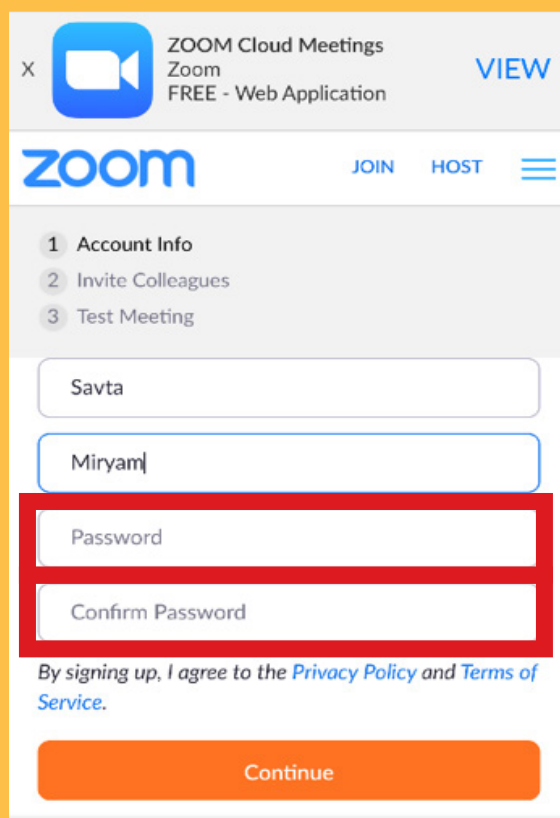 ZOOM Cloud Meetings
X
Zoom
VIEW
FREE - Web Application
zoom JOIN HOST
1 Account Info
2 Invite Colleagues
3 Test Meeting
Savta
Miryam
Password
Confirm Password
By signing up, I agree to the Privacy Policy and Terms of
Service.
Continue